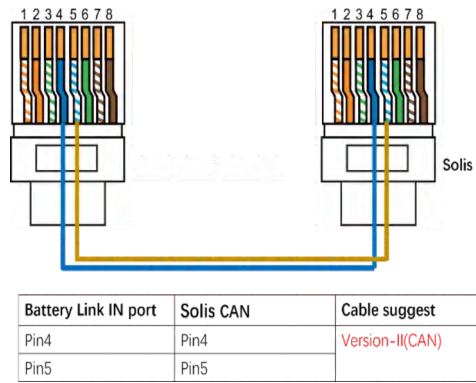 1 2 3 4 5 6 7 8
1 2 3 4 5 6 7 8
Solis
Battery Link IN port Solis CAN Cable suggest
Pin4 Pin4 Version-II(CAN)
Pin5 Pin5